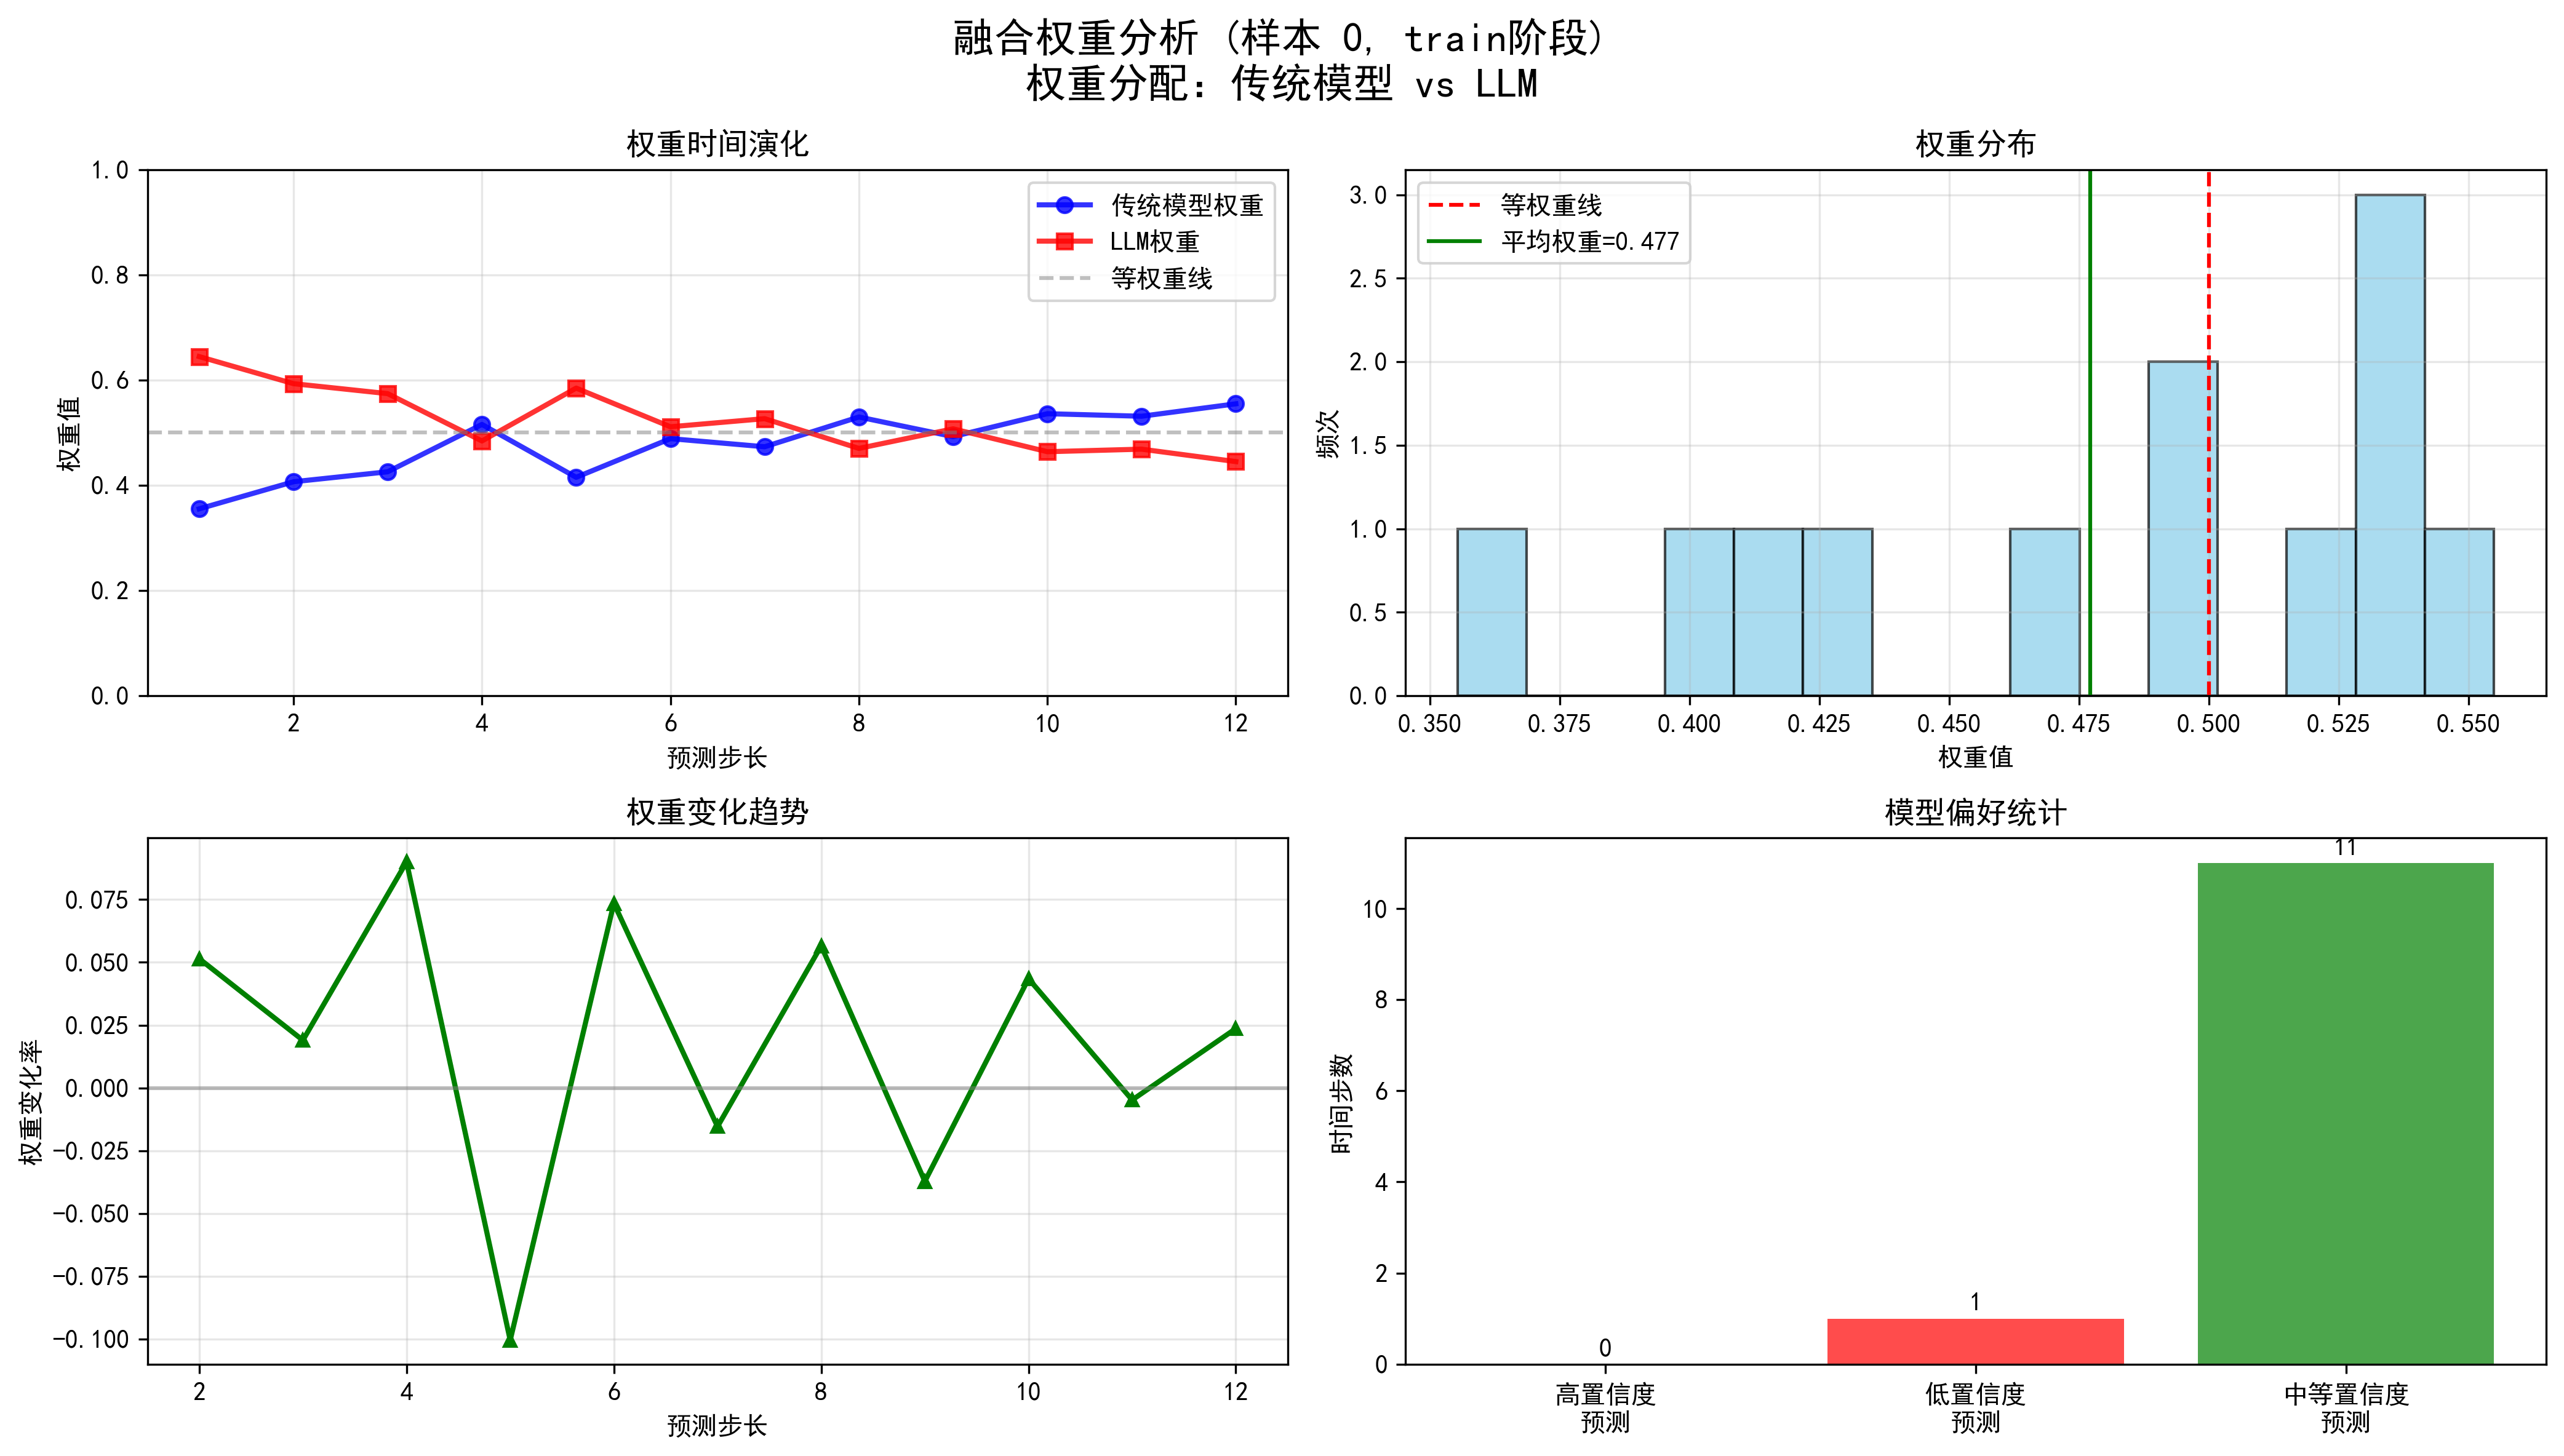 融合权重分析 (样本 0, train阶段)
权重分配: 传统模型 vs LLM
权重时间演化
1.0
0.8
0.6
0.4
0.2
0.0
权重值
传统模型权重
LLM权重
等权重线
2
4
6
8
10
12
预测步长
权重分布
3.0
2.5
2.0
1.5
1.0
0.5
0.0
频次
等权重线
平均权重=0.477
0.350
0.375
0.400
0.425
0.450
0.475
0.500
0.525
0.550
权重值
权重变化趋势
0.075
0.050
0.025
0.000
−0.025
−0.050
−0.075
−0.100
权重变化率
2
4
6
8
10
12
预测步长
模型偏好统计
10
8
6
4
2
0
时间步数
0
1
11
高置信度
预测
低置信度
预测
中等置信度
预测